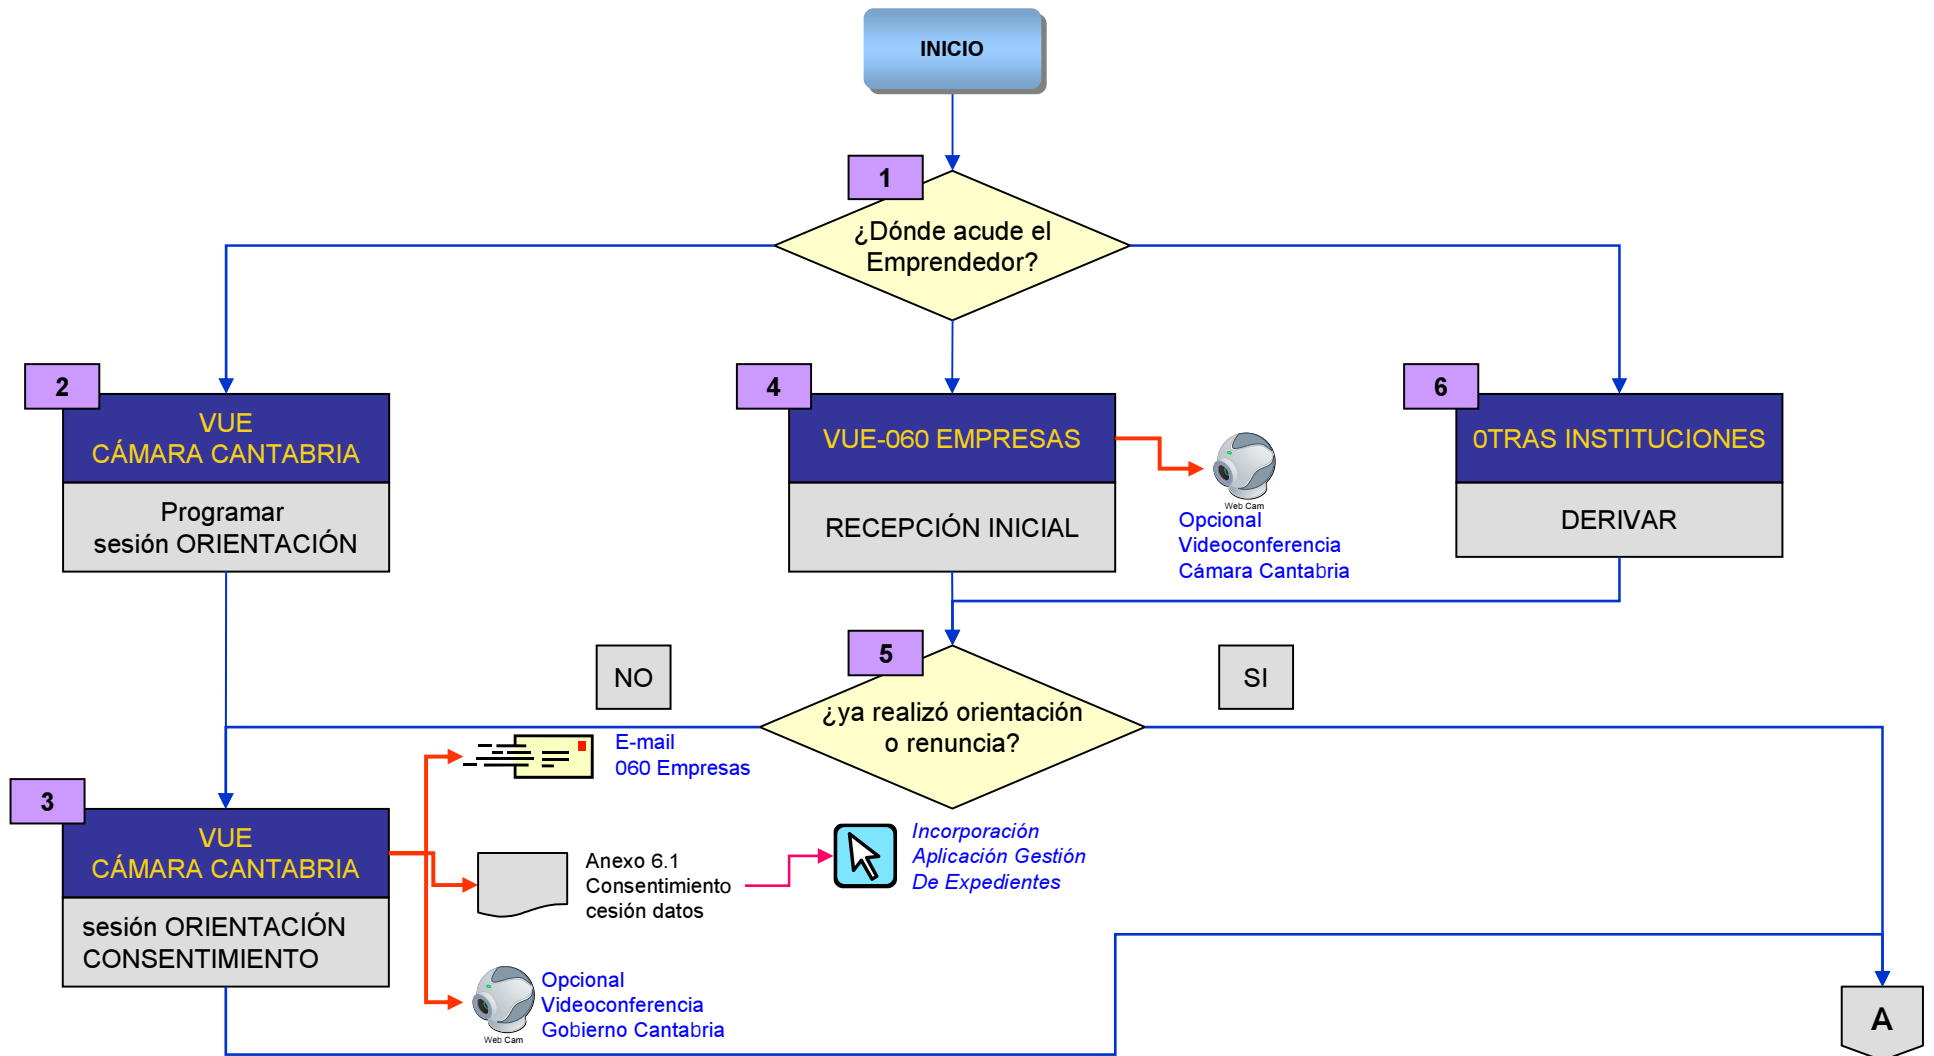 INICIO
1
¿Dónde acude el
Emprendedor?
2
VUE
CÁMARA CANTABRIA
Programar
sesión ORIENTACIÓN
4
VUE-060 EMPRESAS
RECEPCIÓN INICIAL
Web Cam
Opcional
Videoconferencia
Cámara Cantabria
6
0TRAS INSTITUCIONES
DERIVAR
NO
5
SI
¿ya realizó orientación
o renuncia?
E-mail
060 Empresas
3
VUE
CÁMARA CANTABRIA
sesión ORIENTACIÓN
CONSENTIMIENTO
Anexo 6.1
Consentimiento
cesión datos
Incorporación
Aplicación Gestión
De Expedientes
Web Cam
Opcional
Videoconferencia
Gobierno Cantabria
A